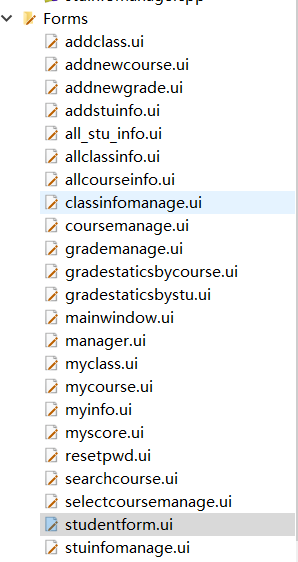 Forms
addclass.ui
addnewcourse.ui
addnewgrade.ui
addstuinfo.ui
all_stu_info.ui
allclassinfo.ui
allcourseinfo.ui
classinfomanage.ui
coursemanage.ui
grademanage.ui
gradestaticsbycourse.ui
gradestaticsbystu.ui
mainwindow.ui
manager.ui
myclass.ui
mycourse.ui
myinfo.ui
myscore.ui
resetpwd.ui
searchcourse.ui
selectcoursemanage.ui
studentform.ui
stuinfomanage.ui